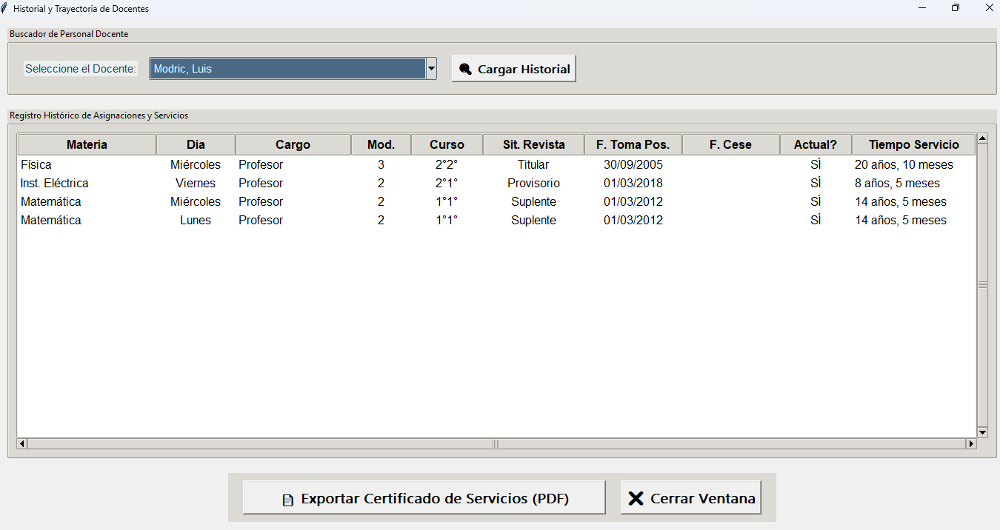 Historial y Trayectoria de Docentes
Buscador de Personal Docente
Seleccione el Docente: Modric, Luis Cargar Historial
Registro Histórico de Asignaciones y Servicios
Materia Día Cargo Mod. Curso Sit. Revista F. Toma Pos. F. Cese Actual? Tiempo Servicio
Física Miércoles Profesor 3 2°2° Titular 30/09/2005 SÍ 20 años, 10 meses
Inst. Eléctrica Viernes Profesor 2 2°1° Provisorio 01/03/2018 SÍ 8 años, 5 meses
Matemática Miércoles Profesor 2 1°1° Suplente 01/03/2012 SÍ 14 años, 5 meses
Matemática Lunes Profesor 2 1°1° Suplente 01/03/2012 SÍ 14 años, 5 meses
Exportar Certificado de Servicios (PDF) Cerrar Ventana